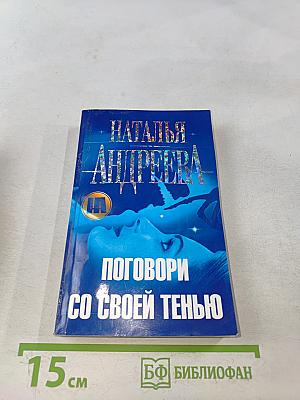 НАТАЛЬЯ
АНДРЕЕВА
ПОГОВОРИ
СО СВОЕЙ ТЕНЬЮ
15 см
БФ БИБЛИОФАН